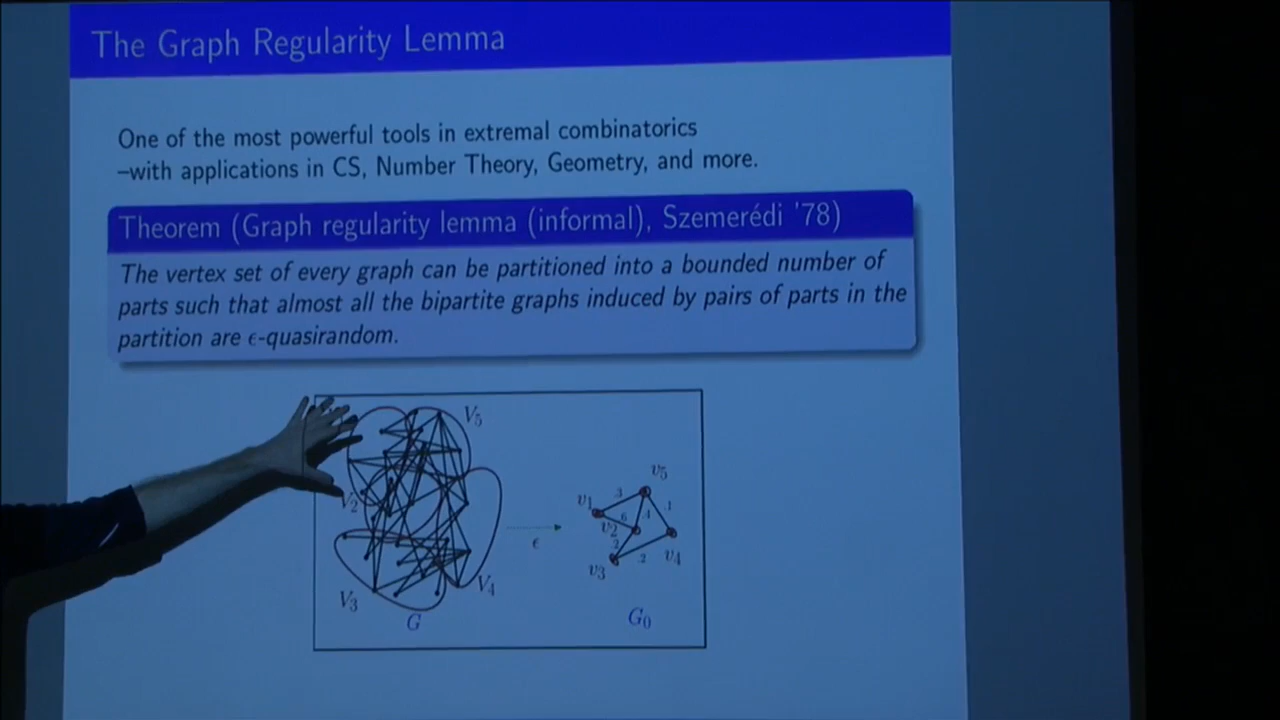 The Graph Regularity Lemma
One of the most powerful tools in extremal combinatorics
–with applications in CS, Number Theory, Geometry, and more.
Theorem (Graph regularity lemma (informal), Szemerédi '78)
The vertex set of every graph can be partitioned into a bounded number of
parts such that almost all the bipartite graphs induced by pairs of parts in the
partition are ϵ-quasirandom.
V5
V2
V3
V4
G
ϵ
v5
v1
v2
v3
v4
G0